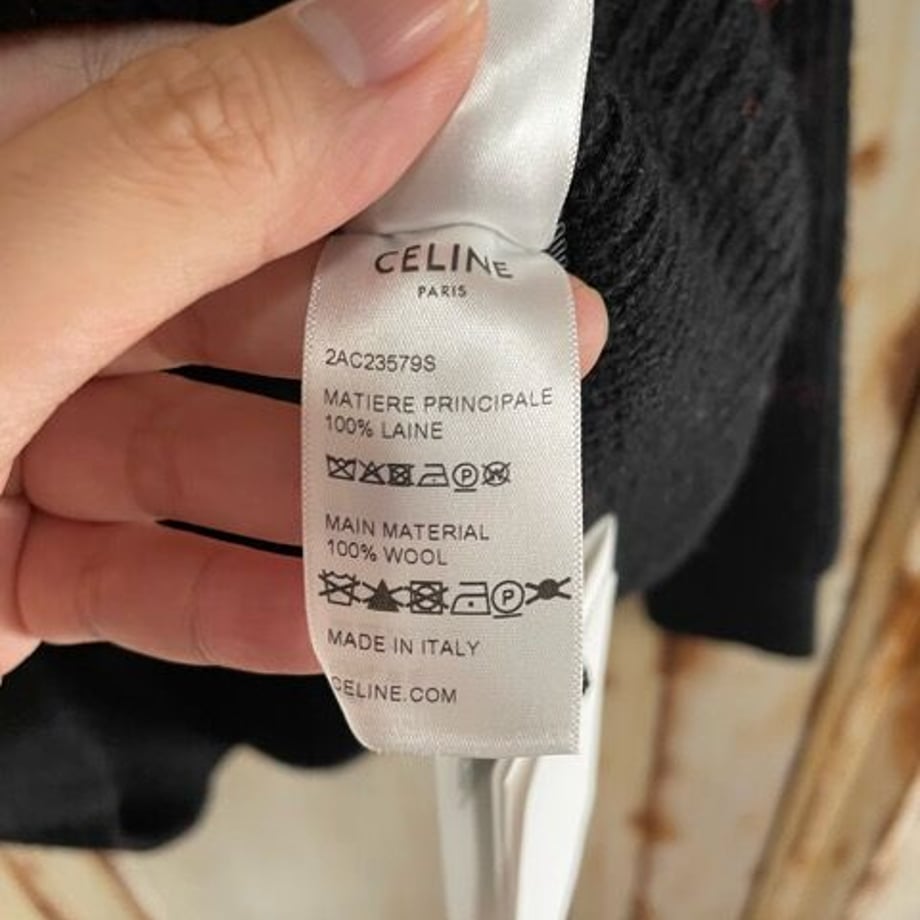 CELINE
PARIS
2AC23579S
MATIERE PRINCIPALE
100% LAINE
P W
MAIN MATERIAL
100% WOOL
P
MADE IN ITALY
CELINE.COM